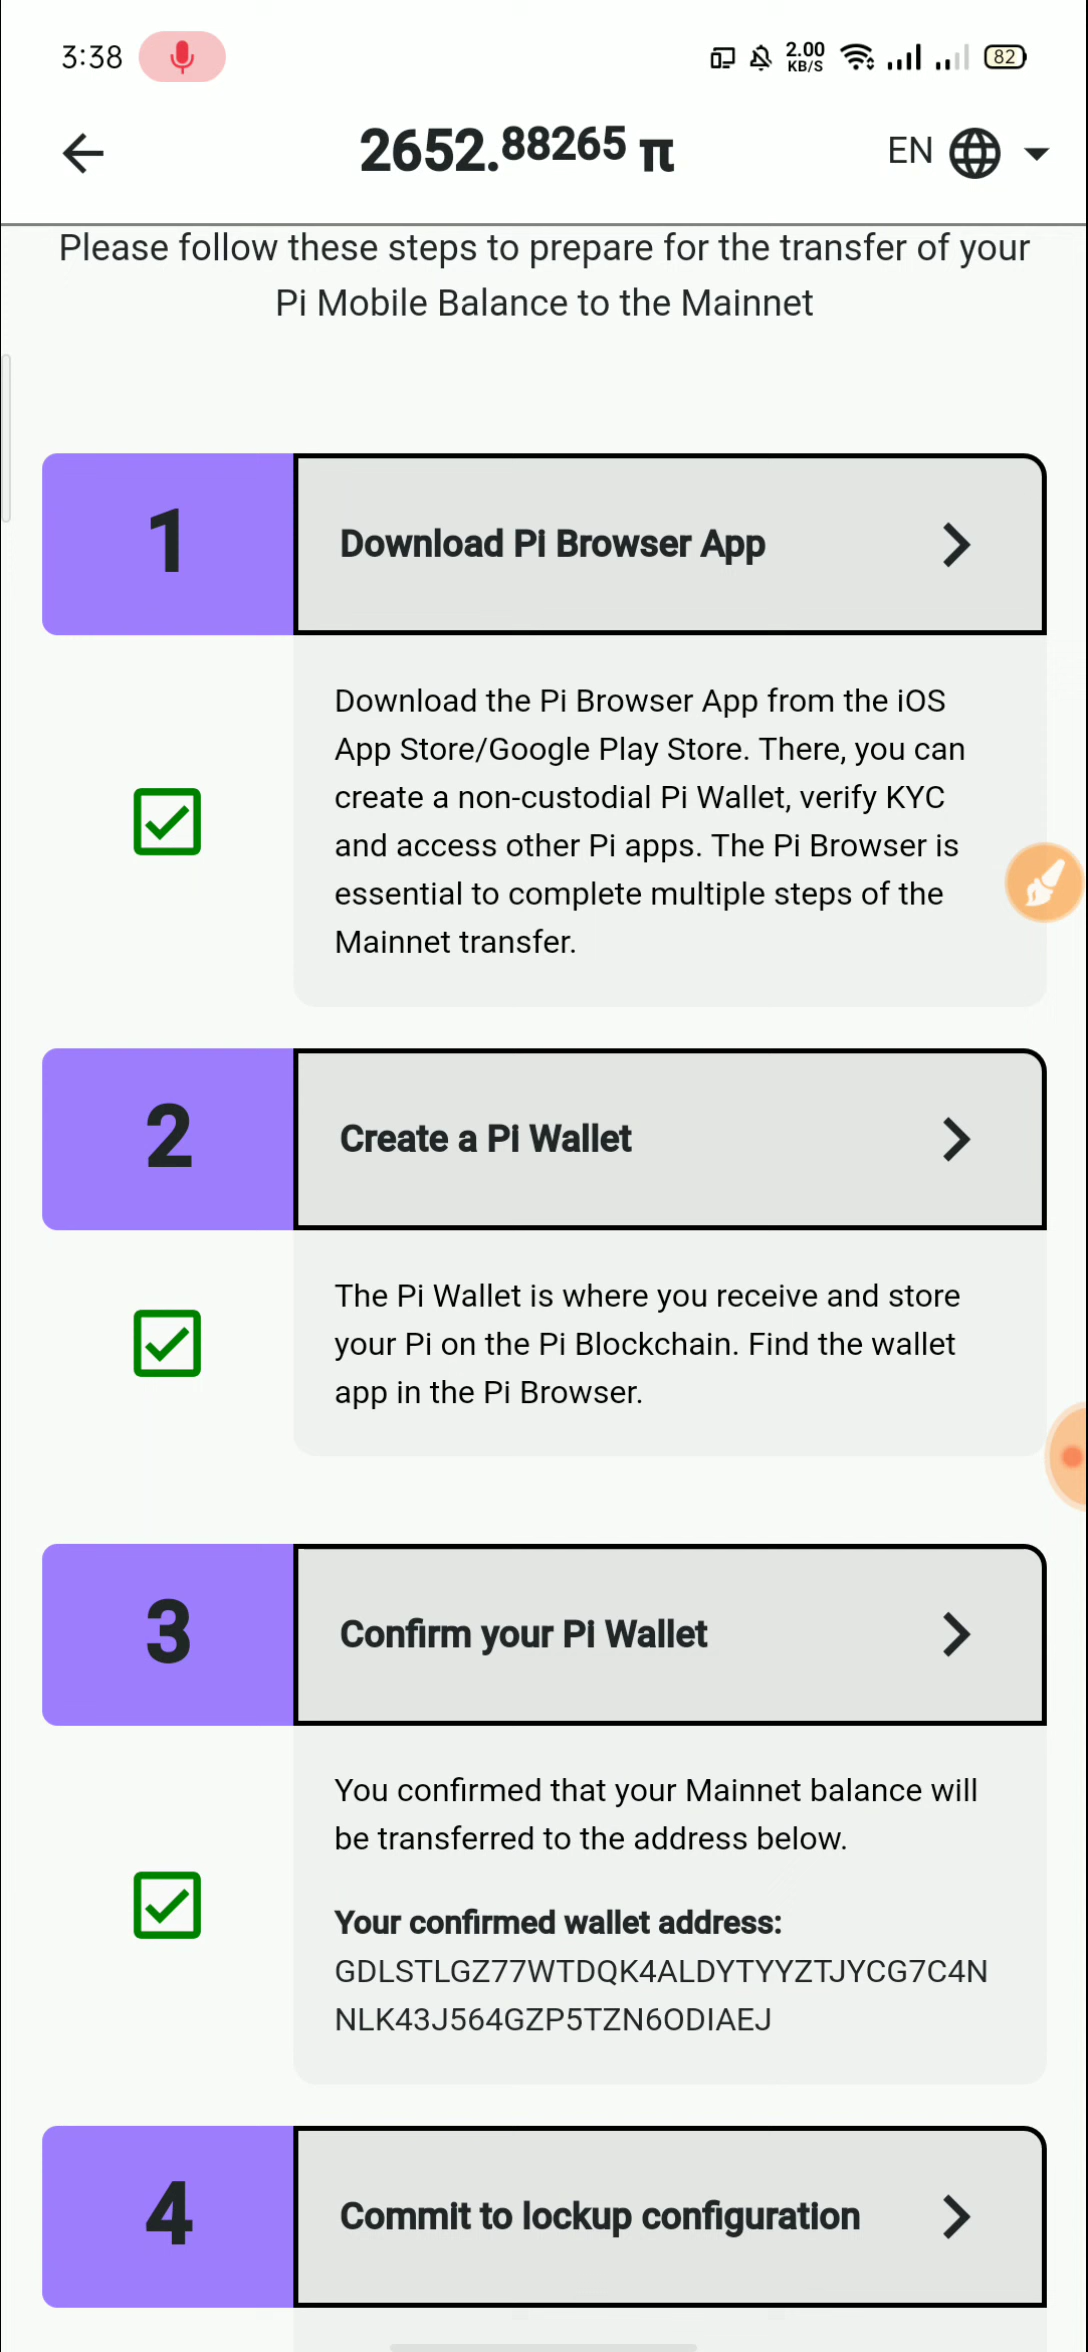 3:38
2.00
KB/S
82
2652.88265 π
EN
Please follow these steps to prepare for the transfer of your
Pi Mobile Balance to the Mainnet
1
Download Pi Browser App
Download the Pi Browser App from the iOS
App Store/Google Play Store. There, you can
create a non-custodial Pi Wallet, verify KYC
and access other Pi apps. The Pi Browser is
essential to complete multiple steps of the
Mainnet transfer.
2
Create a Pi Wallet
The Pi Wallet is where you receive and store
your Pi on the Pi Blockchain. Find the wallet
app in the Pi Browser.
3
Confirm your Pi Wallet
You confirmed that your Mainnet balance will
be transferred to the address below.
Your confirmed wallet address:
GDLSTLGZ77WTDQK4ALDYTYYZTJYCG7C4N
NLK43J564GZP5TZN6ODIAEJ
4
Commit to lockup configuration